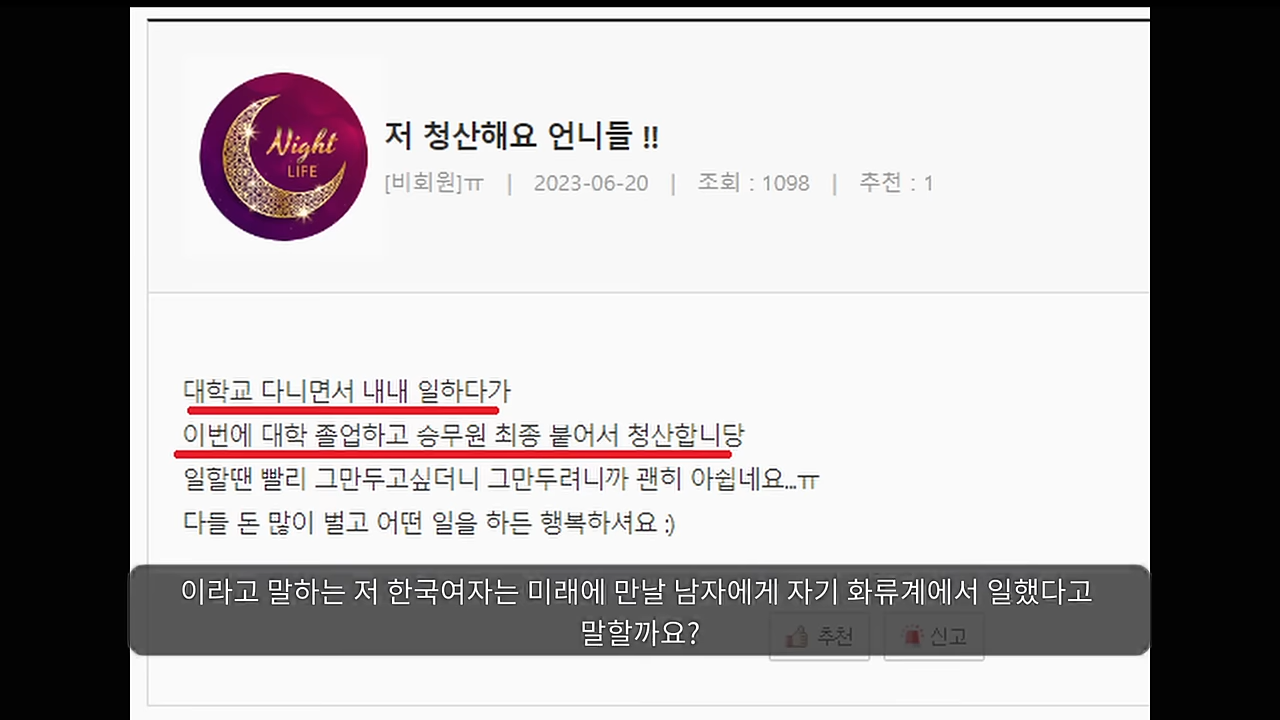 Night
LIFE
저 청산해요 언니들 !!
[비회원]ㅠ | 2023-06-20 | 조회 : 1098 | 추천 : 1
대학교 다니면서 내내 일하다가
이번에 대학 졸업하고 승무원 최종 붙어서 청산합니당
일할땐 빨리 그만두고싶더니 그만두려니까 괜히 아쉽네요...ㅠ
다들 돈 많이 벌고 어떤 일을 하든 행복하셔요 :)
이라고 말하는 저 한국여자는 미래에 만날 남자에게 자기 화류계에서 일했다고
말할까요?
추천 신고